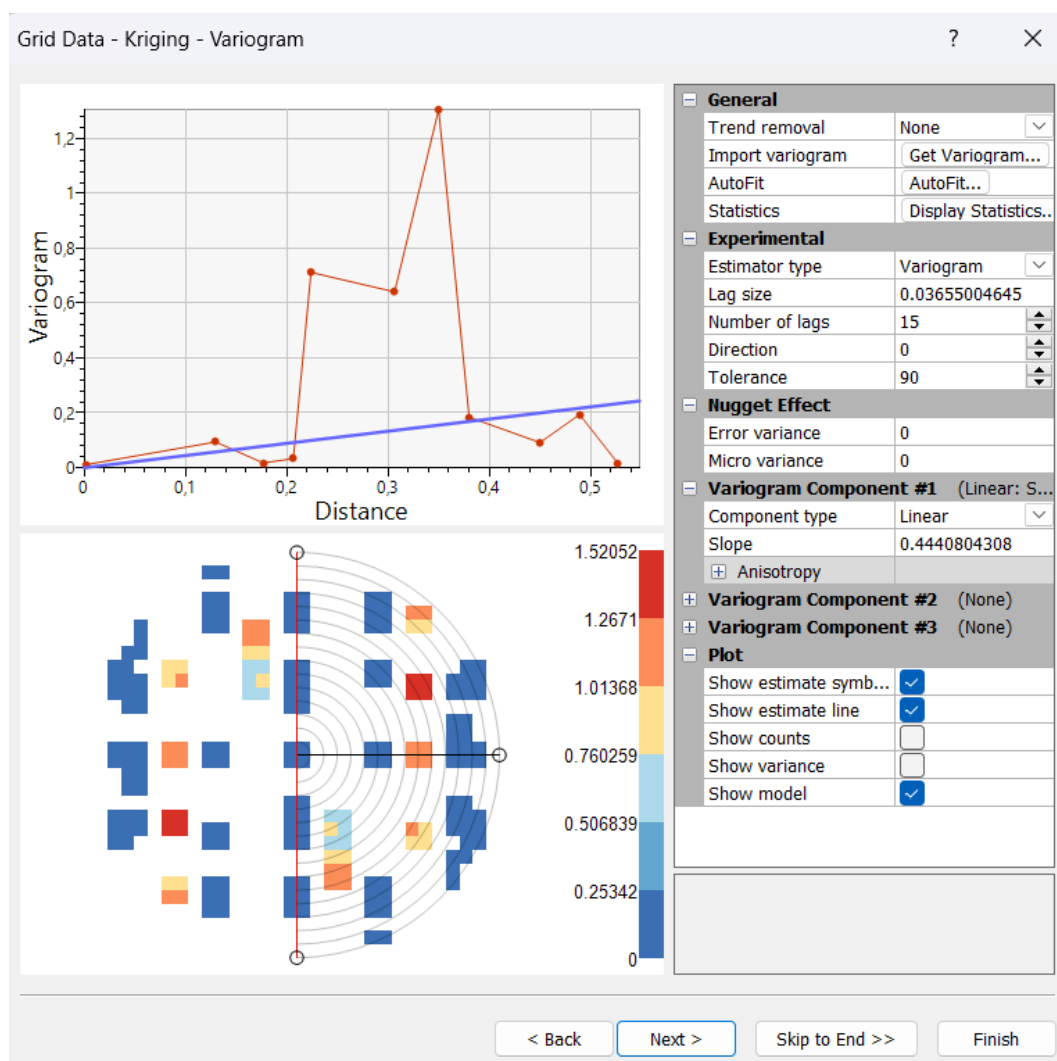 Grid Data - Kriging - Variogram
?
Variogram
1,2
1
0,8
0,6
0,4
0,2
0
0 0,1 0,2 0,3 0,4 0,5
Distance
1.52052
1.2671
1.01368
0.760259
0.506839
0.25342
0
General
Trend removal None
Import variogram Get Variogram...
AutoFit AutoFit...
Statistics Display Statistics..
Experimental
Estimator type Variogram
Lag size 0.03655004645
Number of lags 15
Direction 0
Tolerance 90
Nugget Effect
Error variance 0
Micro variance 0
Variogram Component #1 (Linear: S...
Component type Linear
Slope 0.4440804308
Anisotropy
Variogram Component #2 (None)
Variogram Component #3 (None)
Plot
Show estimate symb...
Show estimate line
Show counts
Show variance
Show model
< Back Next > Skip to End >> Finish